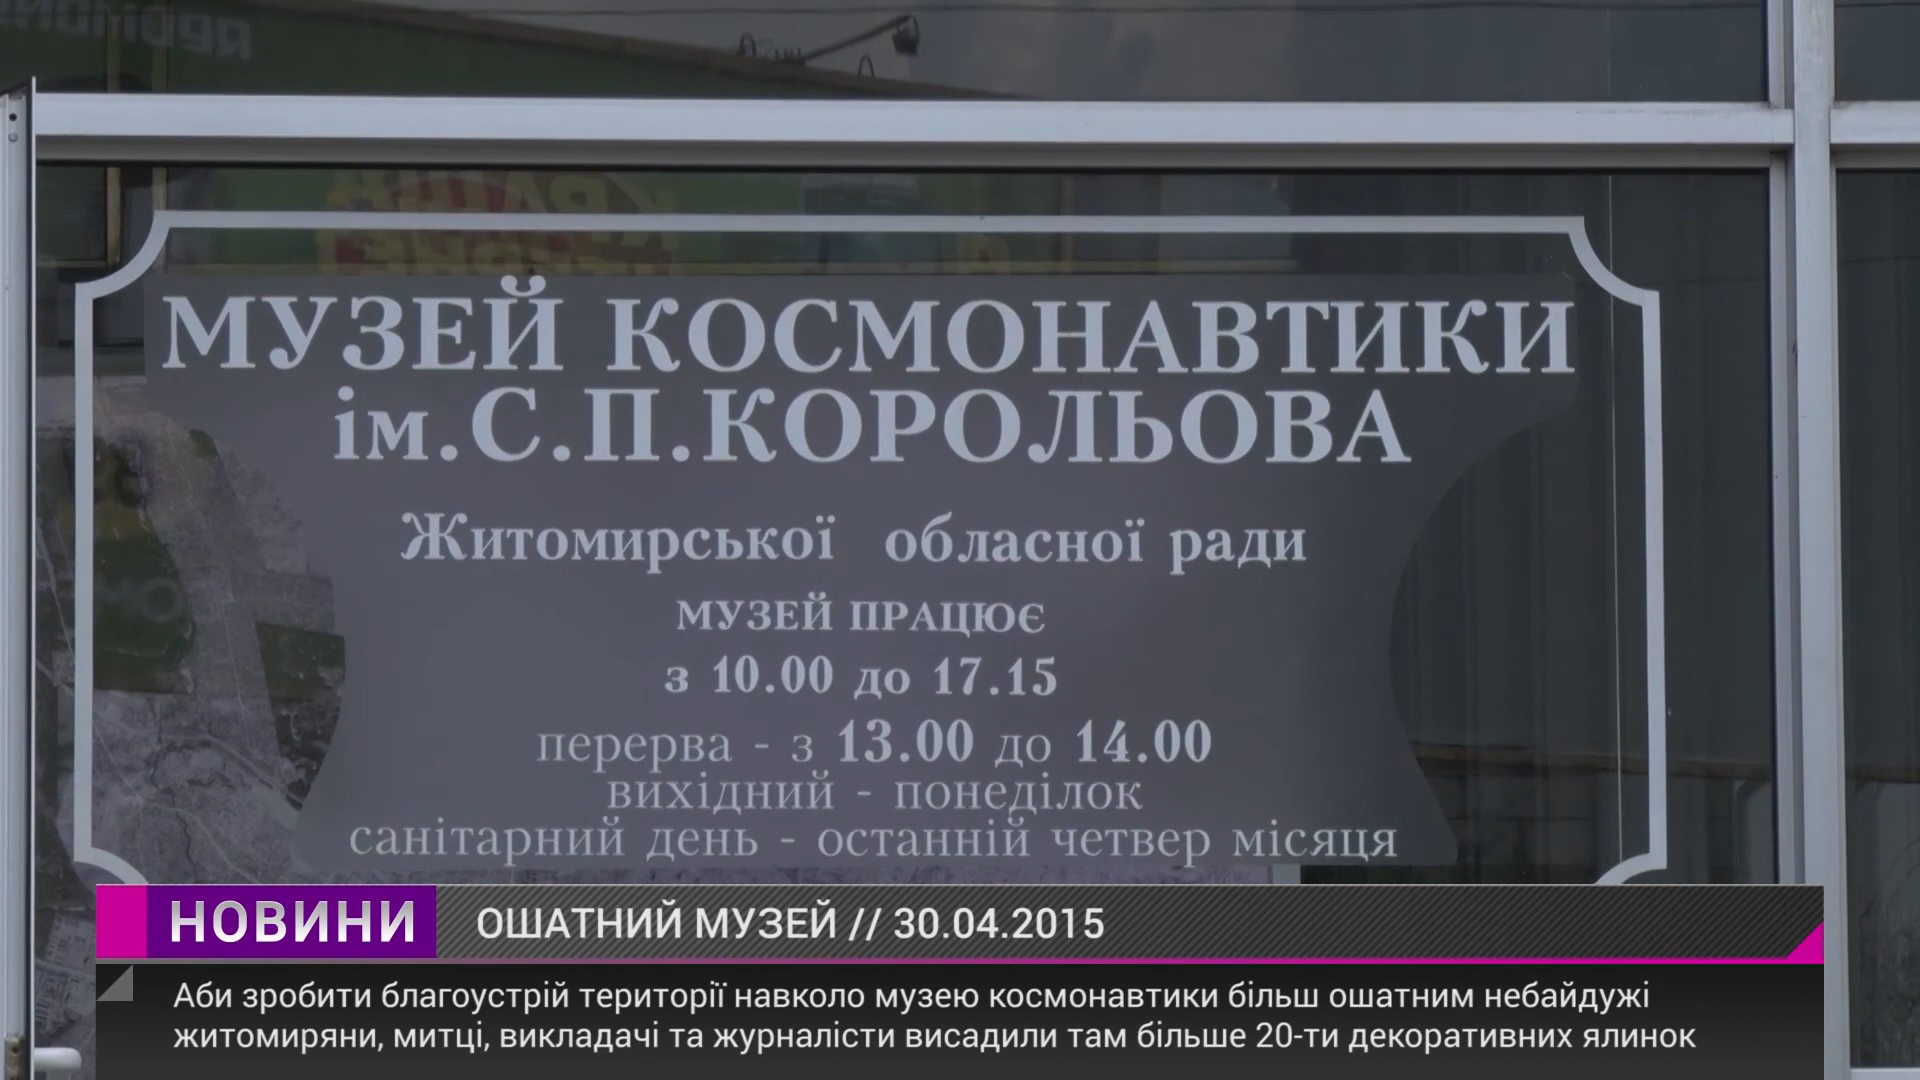 МУЗЕЙ КОСМОНАВТИКИ
ім.С.П.КОРОЛЬОВА
Житомирської обласної ради
МУЗЕЙ ПРАЦЮЄ
з 10.00 до 17.15
перерва - з 13.00 до 14.00
вихідний - понеділок
санітарний день - останній четвер місяця
НОВИНИ
ОШАТНИЙ МУЗЕЙ // 30.04.2015
Аби зробити благоустрій території навколо музею космонавтики більш ошатним небайдужі
житомиряни, митці, викладачі та журналісти висадили там більше 20-ти декоративних ялинок